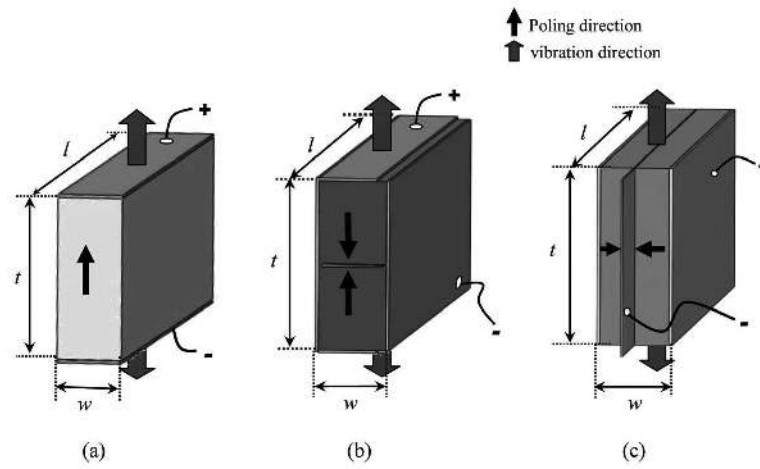 Poling direction
vibration direction
+
l
t
-
w
(a)
+
l
t
-
w
(b)
l
t
-
w
(c)